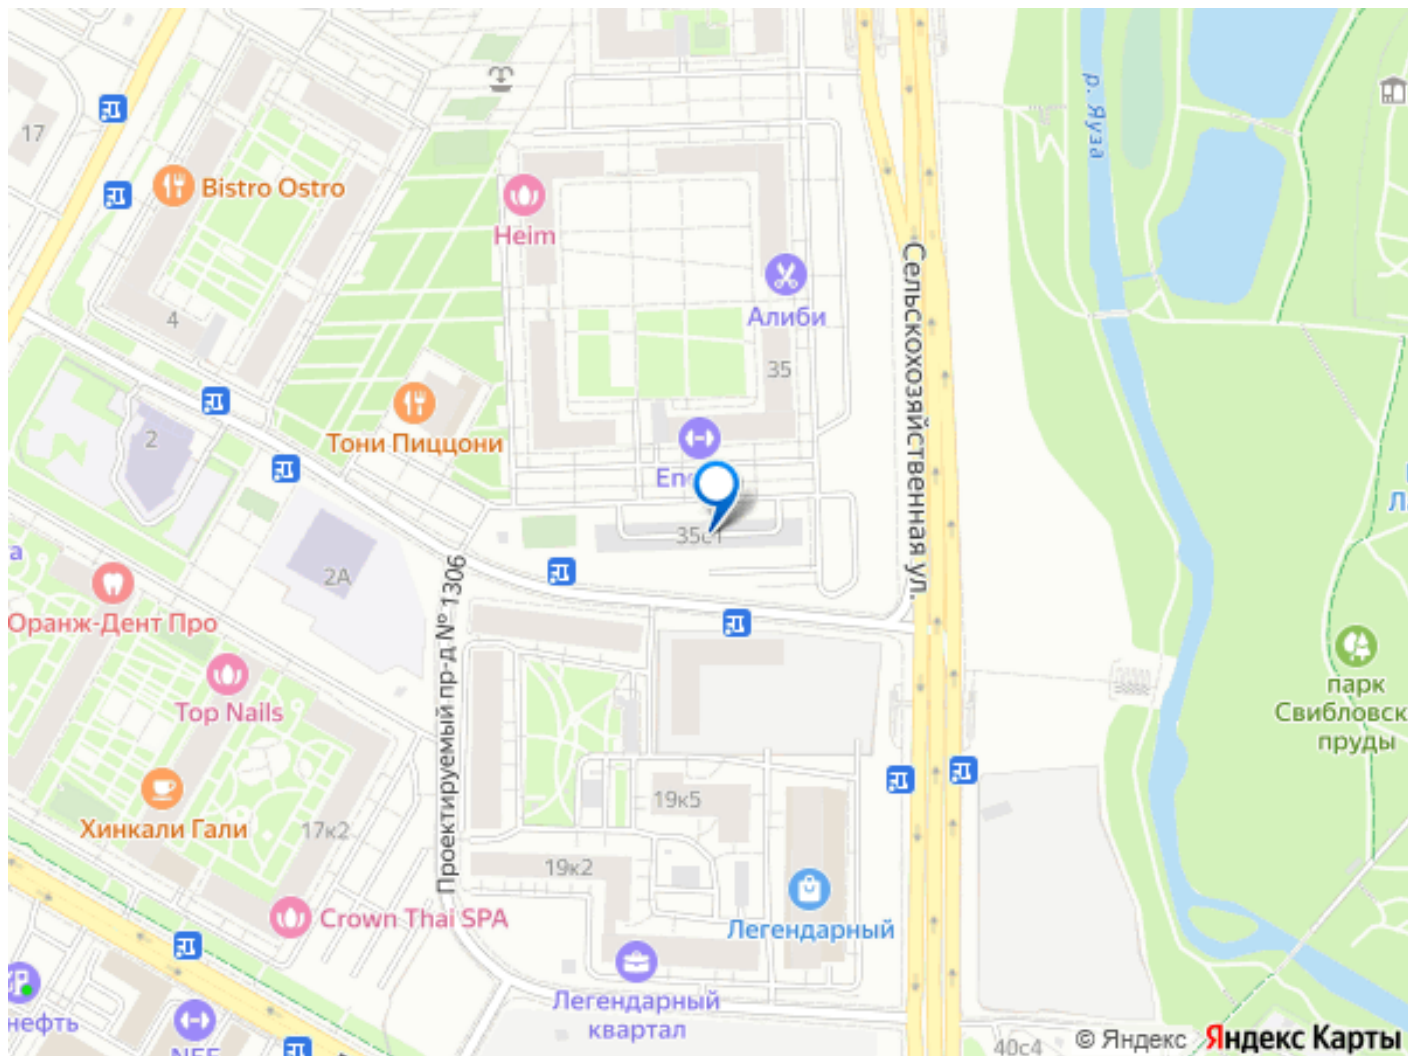 р. Яуза
17
Bistro Ostro
Heim
Сельскохозяйственная ул.
Алиби
4
35
Тони Пиццони
2
35с1
2А
Проектируемый пр-д № 1306
Оранж-Дент Про
Top Nails
парк
Свибловск
пруды
19к5
Хинкали Гали
17к2
19к2
Crown Thai SPA
Легендарный
Легендарный
квартал
нефть
40с4
© Яндекс Яндекс Карты